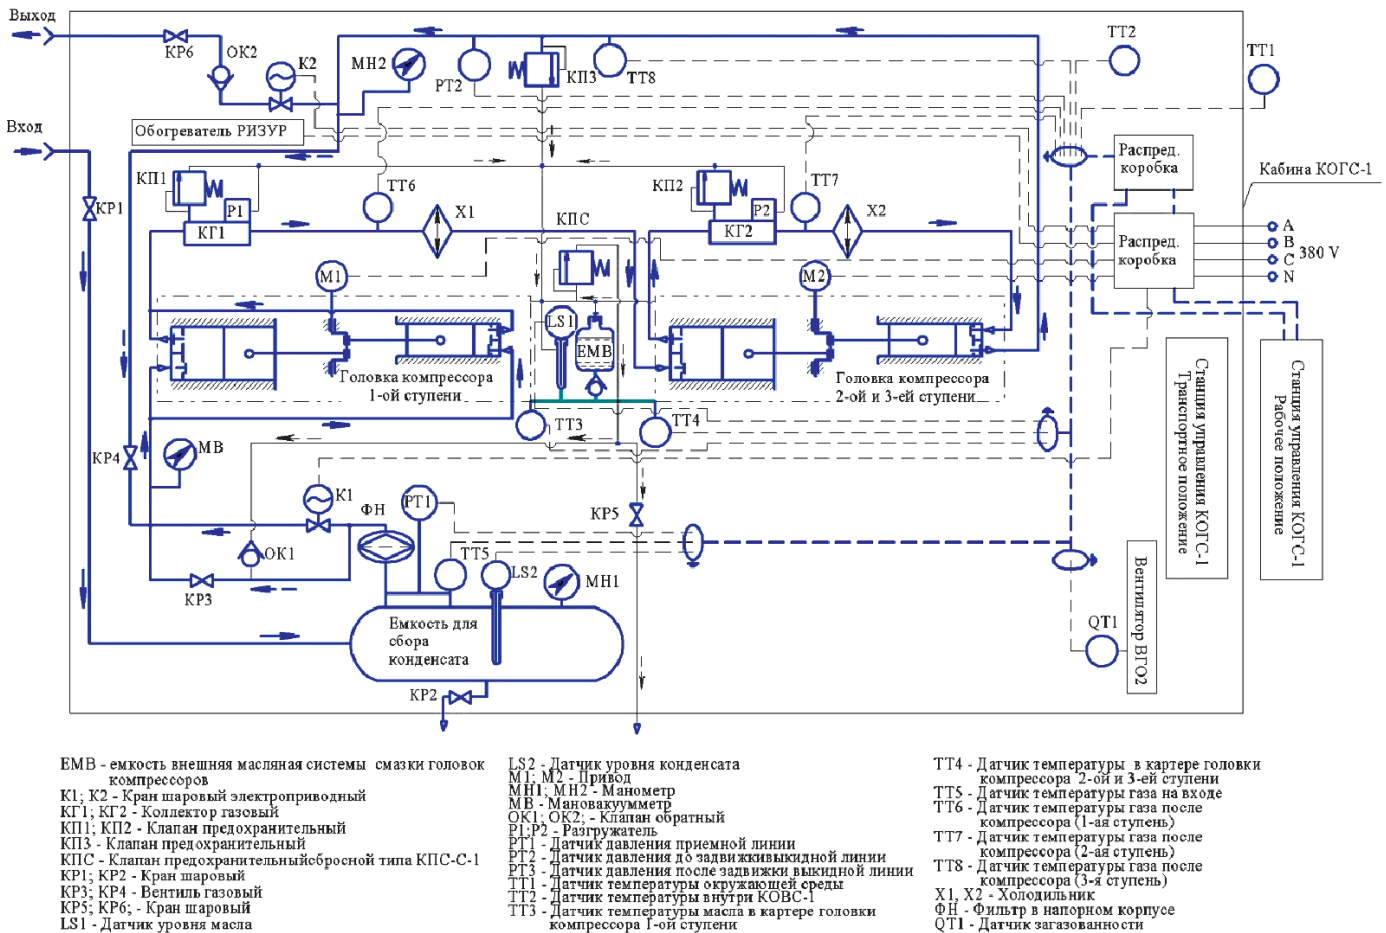 Выход
КР6
ОК2
К2
МН2
РТ2
КП3
ТТ8
ТТ2
ТТ1
Вход
Обогреватель РИЗУР
Распред.
коробка
Кабина КОГС-1
КР1
КП1
Р1
КГ1
ТТ6
Х1
КПС
КП2
Р2
КГ2
ТТ7
Х2
Распред.
коробка
A
B
C
N
380 V
М1
М2
LS1
ЕМВ
Головка компрессора
1-ой ступени
Головка компрессора
2-ой и 3-ей ступени
ТТ3
ТТ4
Станция управления КОГС-1
Транспортное положение
Станция управления КОГС-1
Рабочее положение
КР4
МВ
К1
ФН
РТ1
КР5
ОК1
КР3
ТТ5
LS2
МН1
Емкость для
сбора
конденсата
КР2
QT1
Вентилятор ВГО2
ЕМВ - емкость внешняя масляная системы смазки головок
компрессоров
К1; К2 - Кран шаровый электроприводный
КГ1; КГ2 - Коллектор газовый
КП1; КП2 - Клапан предохранительный
КП3 - Клапан предохранительный
КПС - Клапан предохранительныйсбросной типа КПС-С-1
КР1; КР2 - Кран шаровый
КР3; КР4 - Вентиль газовый
КР5; КР6; - Кран шаровый
LS1 - Датчик уровня масла
LS2 - Датчик уровня конденсата
М1; М2 - Привод
МН1; МН2 - Манометр
МВ - Мановакуумметр
ОК1; ОК2; - Клапан обратный
Р1;Р2 - Разгружатель
РТ1 - Датчик давления приемной линии
РТ2 - Датчик давления до задвижкивыкидной линии
РТ3 - Датчик давления после задвижки выкидной линии
ТТ1 - Датчик температуры окружающей среды
ТТ2 - Датчик температуры внутри КОВС-1
ТТ3 - Датчик температуры масла в картере головки
компрессора 1-ой ступени
ТТ4 - Датчик температуры в картере головки
компрессора 2-ой и 3-ей ступени
ТТ5 - Датчик температуры газа на входе
ТТ6 - Датчик температуры газа после
компрессора (1-ая ступень)
ТТ7 - Датчик температуры газа после
компрессора (2-ая ступень)
ТТ8 - Датчик температуры газа после
компрессора (3-я ступень)
Х1, Х2 - Холодильник
ФН - Фильтр в напорном корпусе
QT1 - Датчик загазованности